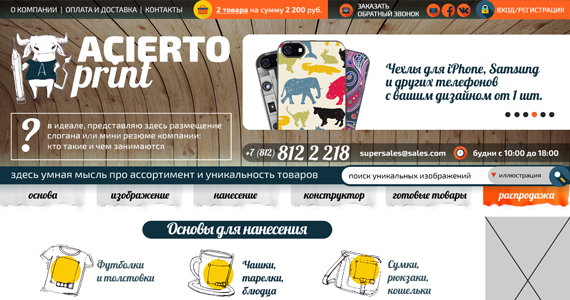 О КОМПАНИИ | ОПЛАТА И ДОСТАВКА | КОНТАКТЫ
2 товара на сумму 2 200 руб.
ЗАКАЗАТЬ
ОБРАТНЫЙ ЗВОНОК
ВХОД/РЕГИСТРАЦИЯ
ACIERTO
print
Чехлы для iPhone, Samsung
и других телефонов
с вашим дизайном от 1 шт.
?
в идеале, представляю здесь размещение
слогана или мини резюме компании:
кто такие и чем занимаются
+7 (812) 812 2 218
supersales@sales.com
будни с 10:00 до 18:00
здесь умная мысль про ассортимент и уникальность товаров
поиск уникальных изображений
иллюстрации
основа
изображение
нанесение
конструктор
готовые товары
распродажа
Основы для нанесения
Футболки
и толстовки
Чашки,
тарелки,
блюдца
Сумки,
рюкзаки,
кошельки